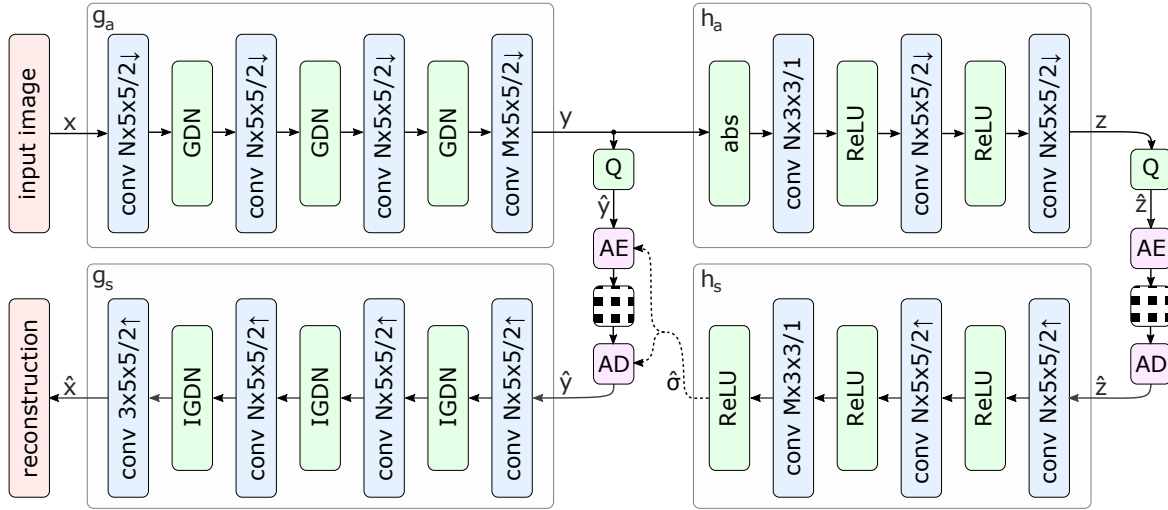 input image
x
gₐ
conv Nx5x5/2↓
GDN
conv Nx5x5/2↓
GDN
conv Nx5x5/2↓
GDN
conv Mx5x5/2↓
y
Q
ŷ
AE
AD
ŷ
hₐ
abs
conv Nx3x3/1
ReLU
conv Nx5x5/2↓
ReLU
conv Nx5x5/2↓
z
Q
ẑ
AE
AD
ẑ
reconstruction
x̂
gₛ
conv 3x5x5/2↑
IGDN
conv Nx5x5/2↑
IGDN
conv Nx5x5/2↑
IGDN
conv Nx5x5/2↑
σ̂
hₛ
ReLU
conv Mx3x3/1
ReLU
conv Nx5x5/2↑
ReLU
conv Nx5x5/2↑